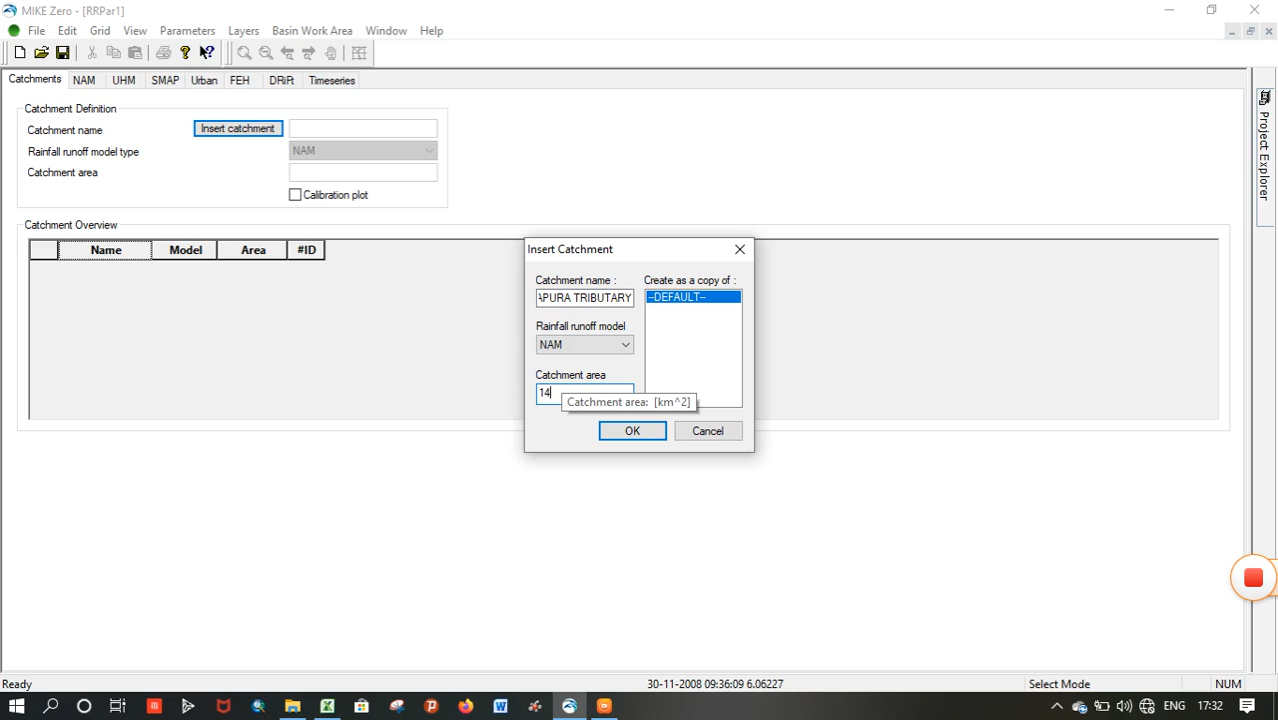 MIKE Zero - [RRPar1]
File Edit Grid View Parameters Layers Basin Work Area Window Help
Catchments NAM UHM SMAP Urban FEH DRiFt Timeseries
Catchment Definition
Catchment name Insert catchment
Rainfall runoff model type NAM
Catchment area
Calibration plot
Catchment Overview
Name Model Area #ID
Insert Catchment
Catchment name : Create as a copy of :
APURA TRIBUTARY --DEFAULT--
Rainfall runoff model
NAM
Catchment area
14
Catchment area: [km^2]
OK Cancel
Project Explorer
Ready 30-11-2008 09:36:09 6.06227 Select Mode NUM
ENG 17:32